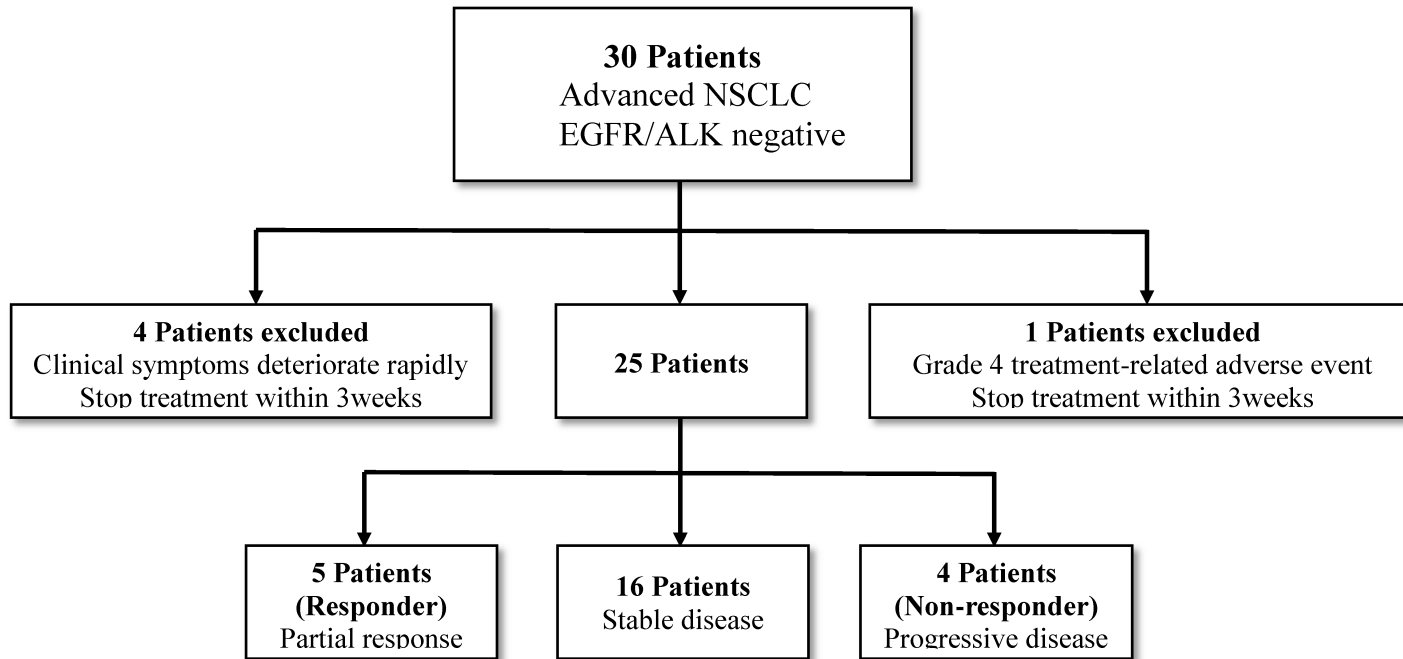 30 Patients
Advanced NSCLC
EGFR/ALK negative
4 Patients excluded
Clinical symptoms deteriorate rapidly
Stop treatment within 3weeks
25 Patients
1 Patients excluded
Grade 4 treatment-related adverse event
Stop treatment within 3weeks
5 Patients
(Responder)
Partial response
16 Patients
Stable disease
4 Patients
(Non-responder)
Progressive disease